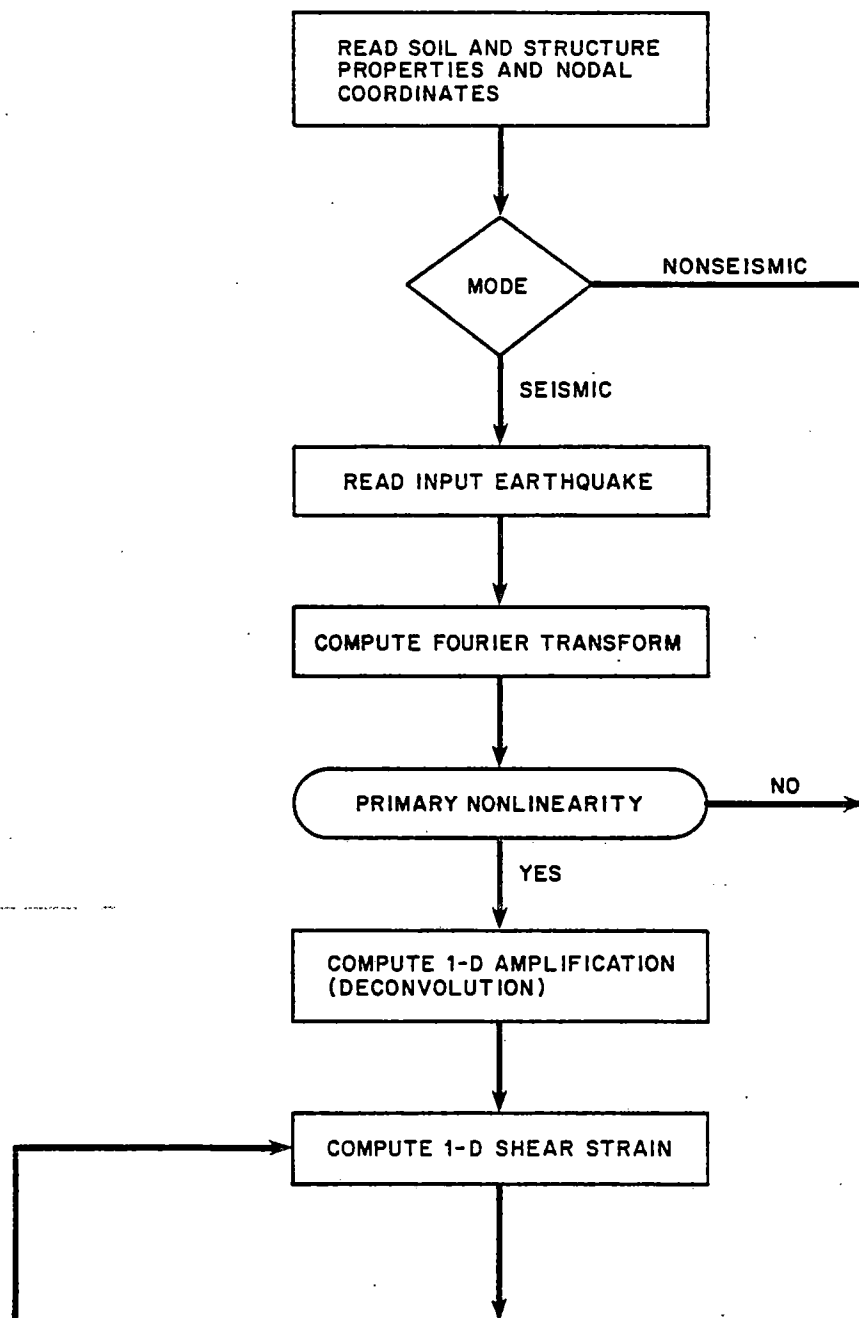 READ SOIL AND STRUCTURE
PROPERTIES AND NODAL
COORDINATES
MODE
NONSEISMIC
SEISMIC
READ INPUT EARTHQUAKE
COMPUTE FOURIER TRANSFORM
PRIMARY NONLINEARITY
NO
YES
COMPUTE 1-D AMPLIFICATION
(DECONVOLUTION)
COMPUTE 1-D SHEAR STRAIN